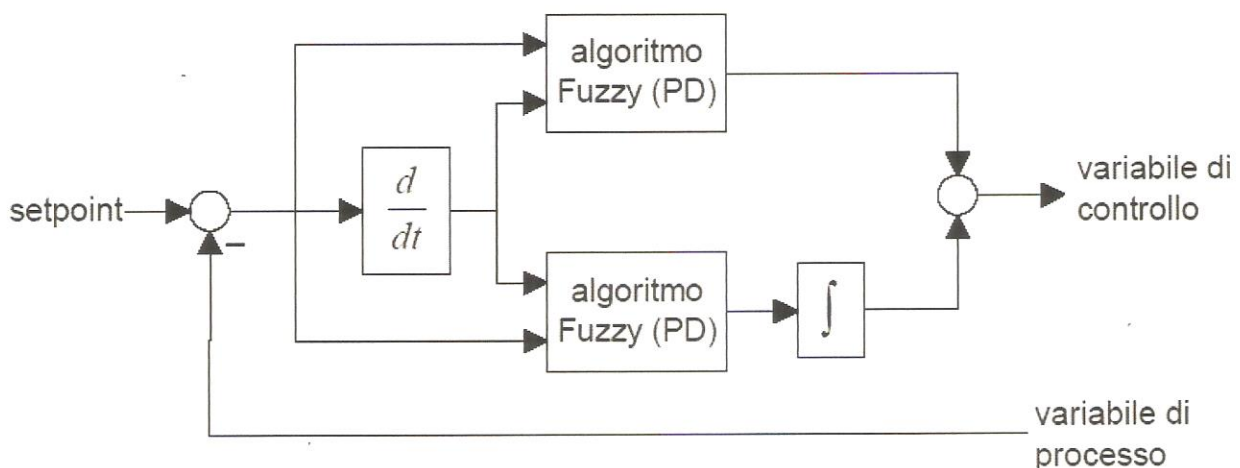 algoritmo
Fuzzy (PD)
setpoint
−
d
dt
variabile di
controllo
algoritmo
Fuzzy (PD)
∫
variabile di
processo